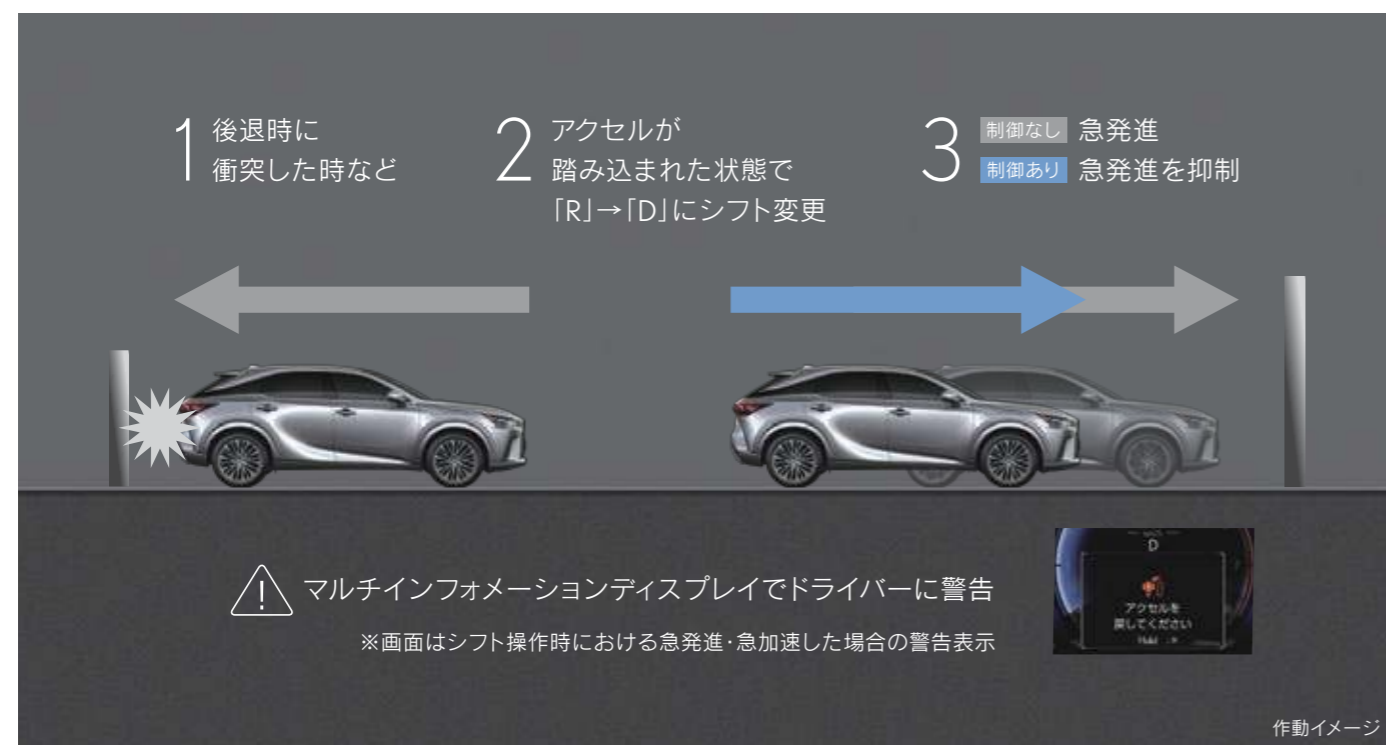 1 後退時に
衝突した時など
2 アクセルが
踏み込まれた状態で
「R」→「D」にシフト変更
3 制御なし 急発進
制御あり 急発進を抑制
マルチインフォメーションディスプレイでドライバーに警告
※画面はシフト操作時における急発進・急加速した場合の警告表示
D
アクセルを
戻してください
作動イメージ